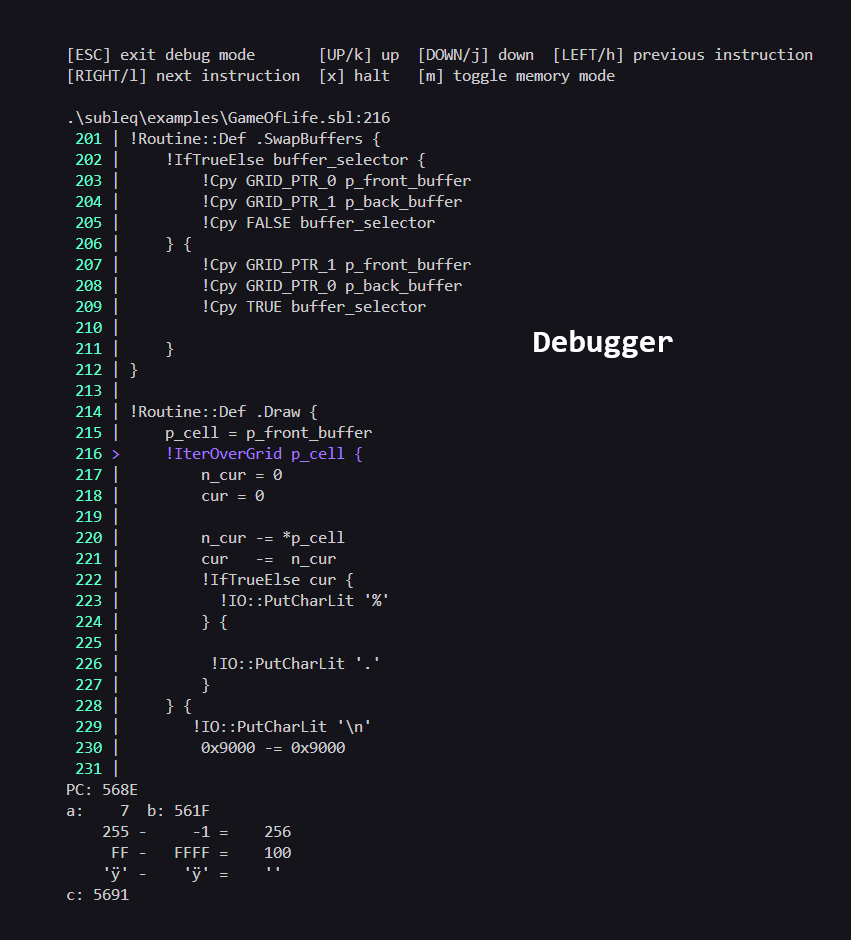 [ESC] exit debug mode       [UP/k] up  [DOWN/j] down  [LEFT/h] previous instruction
[RIGHT/l] next instruction  [x] halt   [m] toggle memory mode
.\subleq\examples\GameOfLife.sbl:216
201 | !Routine::Def .SwapBuffers {
202 |     !IfTrueElse buffer_selector {
203 |         !Cpy GRID_PTR_0 p_front_buffer
204 |         !Cpy GRID_PTR_1 p_back_buffer
205 |         !Cpy FALSE buffer_selector
206 |     } {
207 |         !Cpy GRID_PTR_1 p_front_buffer
208 |         !Cpy GRID_PTR_0 p_back_buffer
209 |         !Cpy TRUE buffer_selector
210 |
Debugger
211 |     }
212 | }
213 |
214 | !Routine::Def .Draw {
215 |     p_cell = p_front_buffer
216 >     !IterOverGrid p_cell {
217 |         n_cur = 0
218 |         cur = 0
219 |
220 |         n_cur -= *p_cell
221 |         cur   -=  n_cur
222 |         !IfTrueElse cur {
223 |           !IO::PutCharLit '%'
224 |         } {
225 |
226 |          !IO::PutCharLit '.'
227 |         }
228 |     } {
229 |        !IO::PutCharLit '\n'
230 |         0x9000 -= 0x9000
231 |
PC: 568E
a:    7  b: 561F
    255 -     -1 =    256
     FF -   FFFF =    100
    'ÿ' -    'ÿ' =    ''
c: 5691